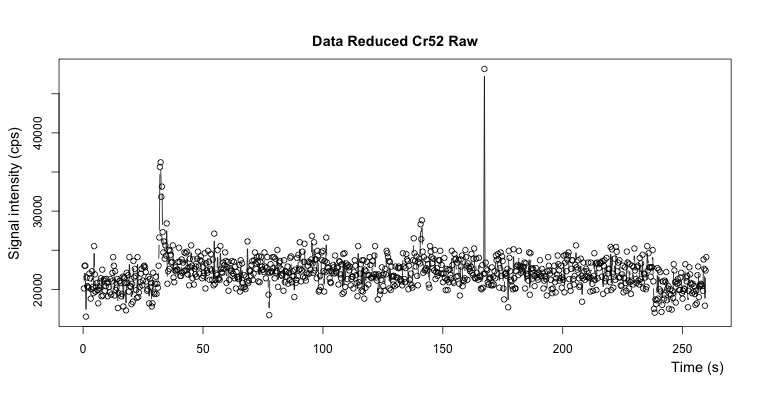 Data Reduced Cr52 Raw
Signal intensity (cps)
40000
30000
20000
0 50 100 150 200 250
Time (s)